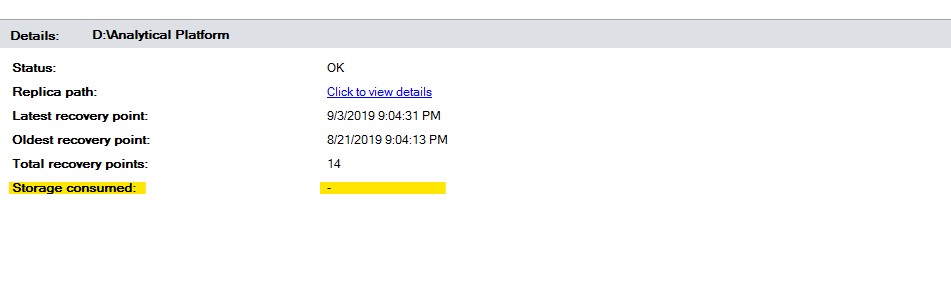 Details: D:\Analytical Platform
Status: OK
Replica path: Click to view details
Latest recovery point: 9/3/2019 9:04:31 PM
Oldest recovery point: 8/21/2019 9:04:13 PM
Total recovery points: 14
Storage consumed: -